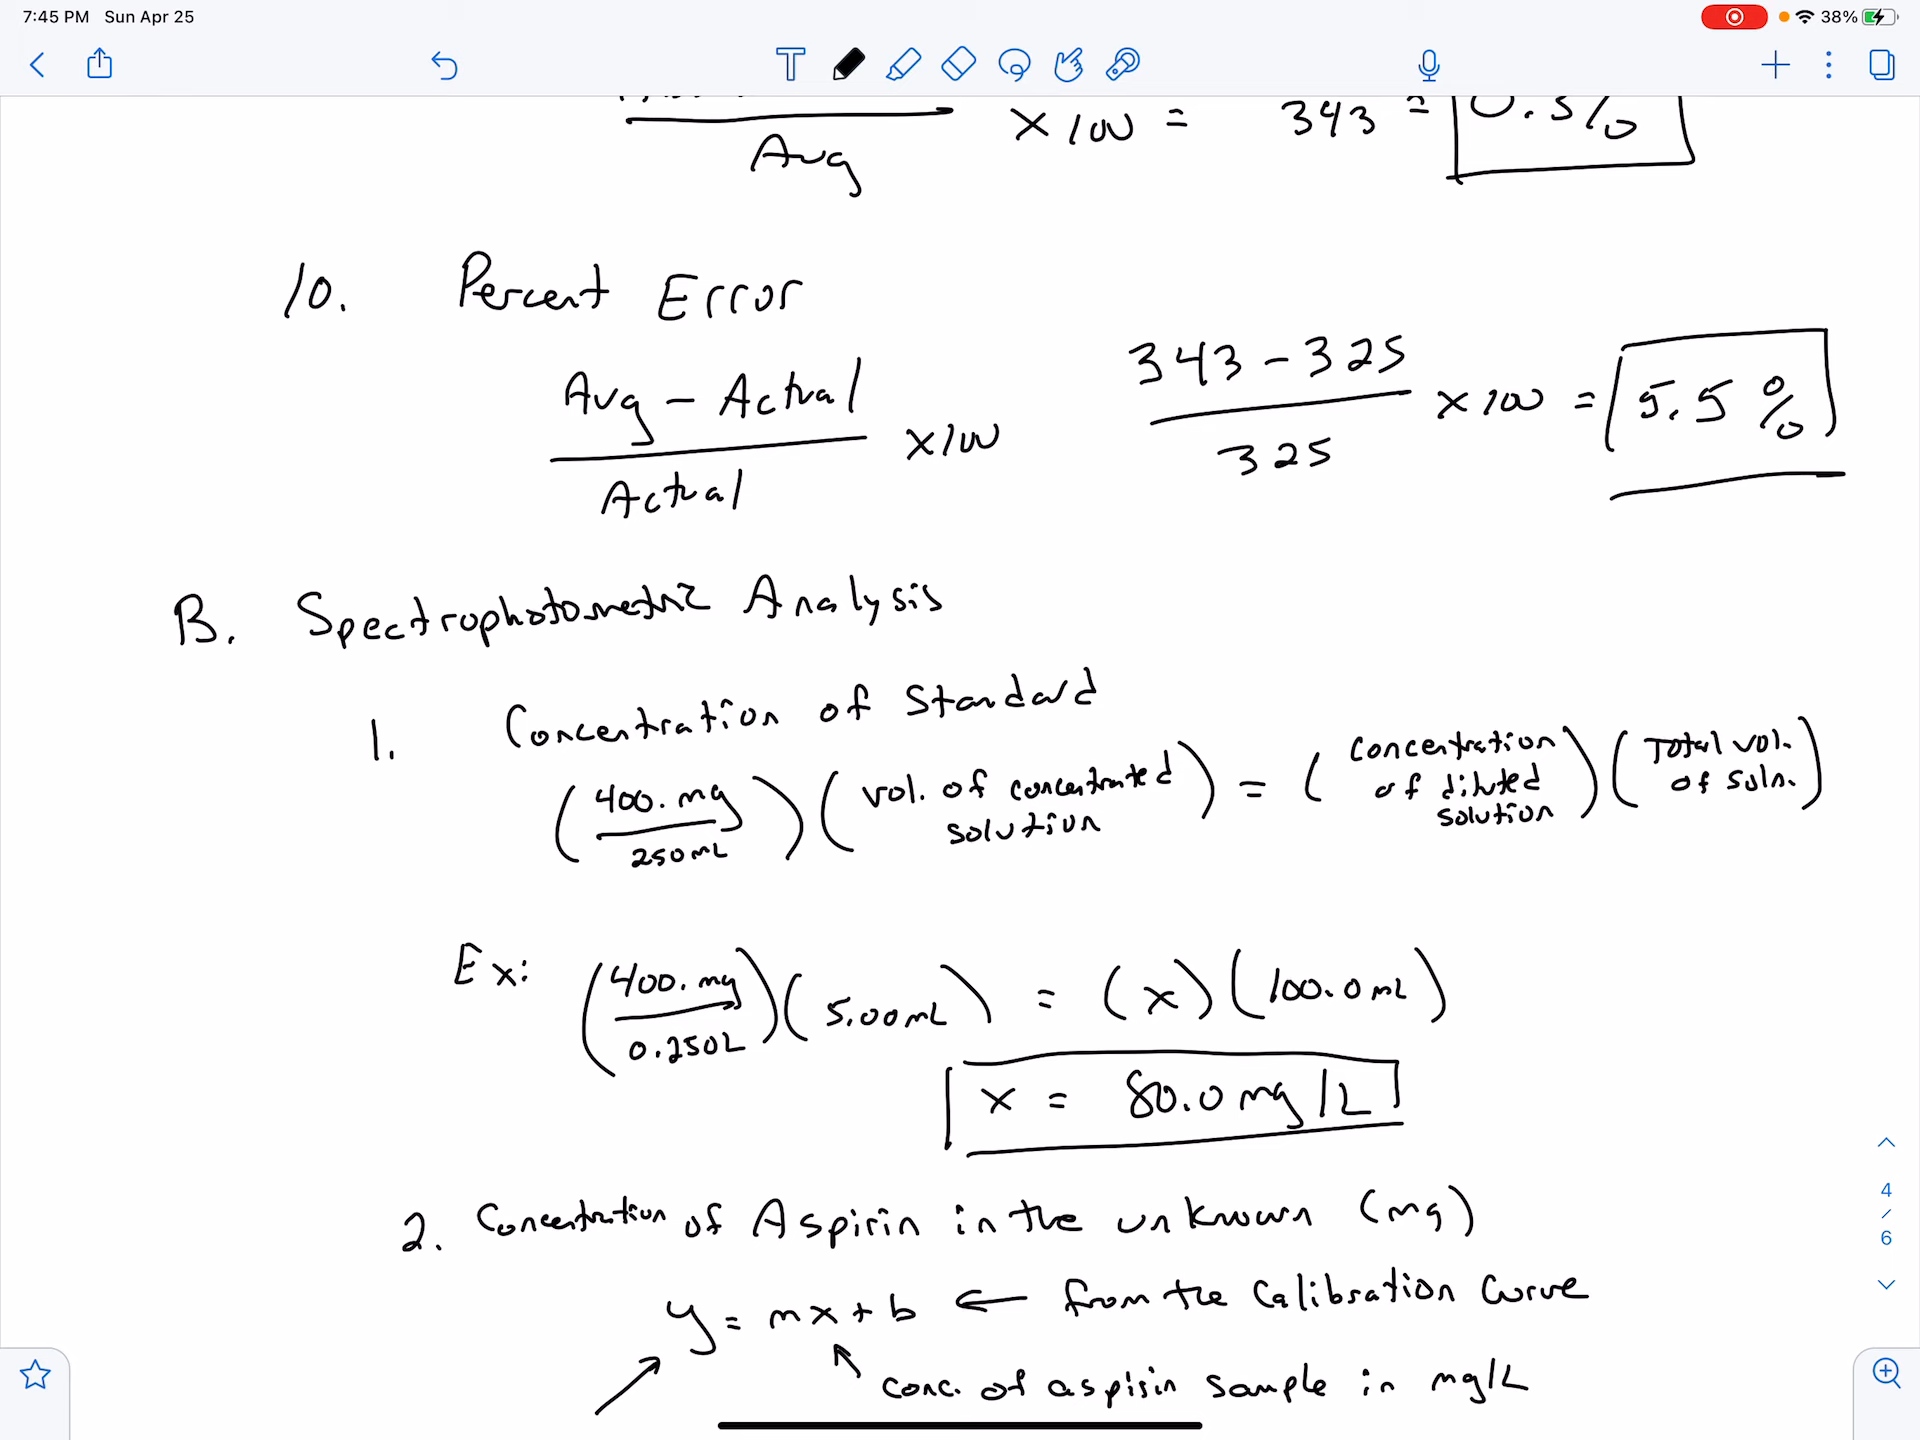 7:45 PM Sun Apr 25 38%
Avg × 100 = 343 =
10. Percent Error
Avg - Actual / Actual × 100 343 - 325 / 325 × 100 = 5.5 %
B. Spectrophotometric Analysis
1. Concentration of Standard
(400. mg / 250 mL) (vol. of concentrated solution) = (concentration of diluted solution) (Total vol. of soln.)
Ex: (400. mg / 0.250L) (5.00mL) = (x) (100.0 mL)
x = 80.0 mg/L
2. Concentration of Aspirin in the unknown (mg)
y = mx + b ← from the Calibration Curve
conc. of aspirin sample in mg/L
4 / 6